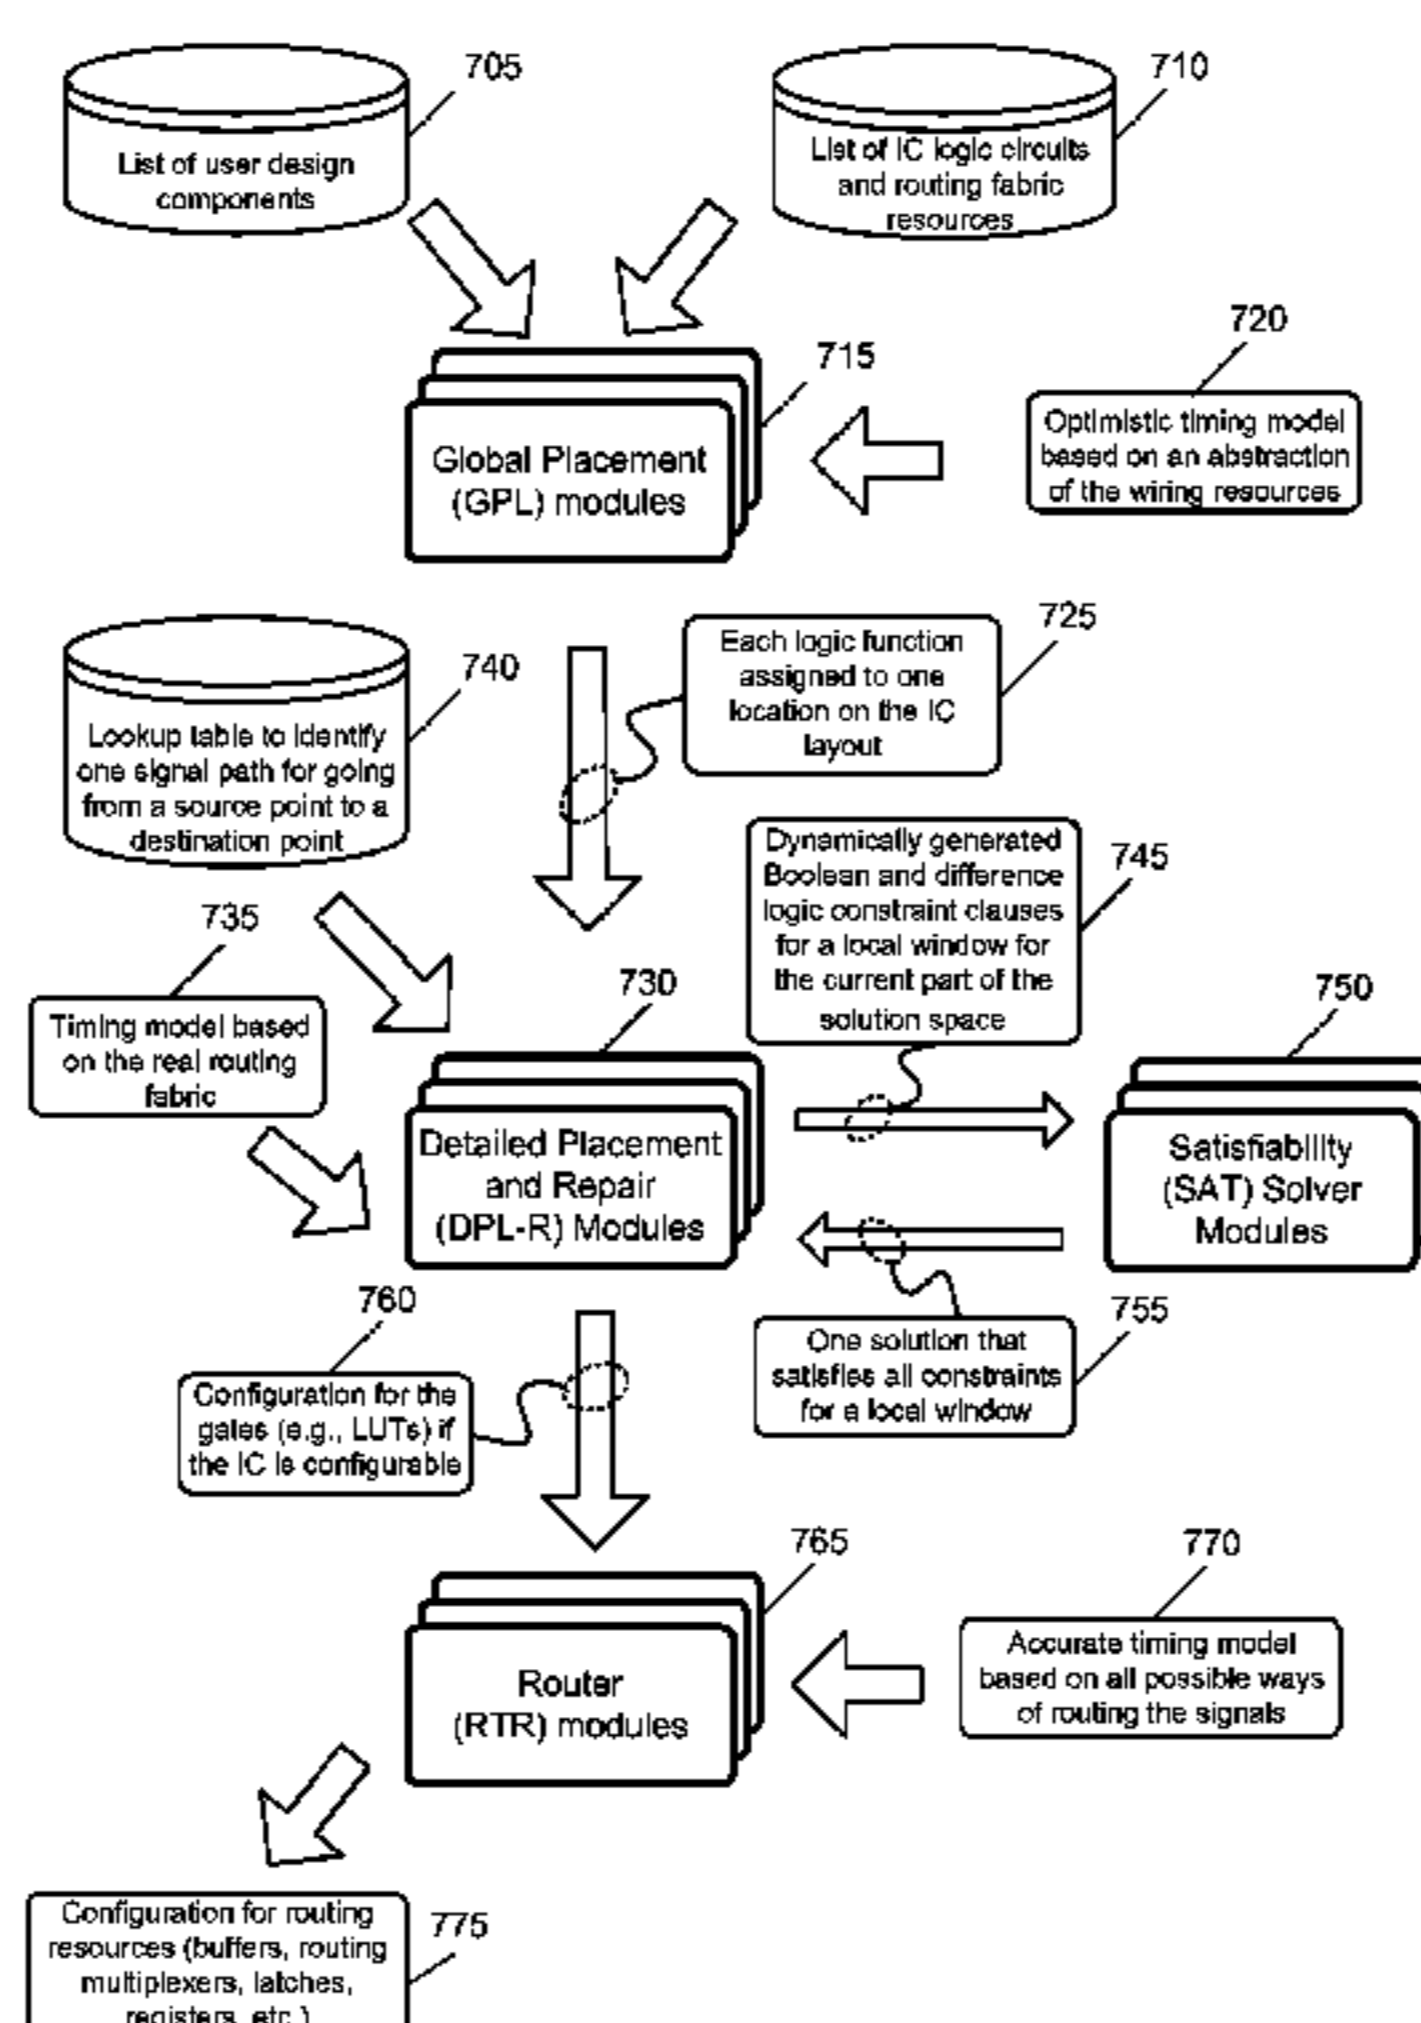 705
List of user design
components
710
List of IC logic circuits
and routing fabric
resources
715
Global Placement
(GPL) modules
720
Optimistic timing model
based on an abstraction
of the wiring resources
725
Each logic function
assigned to one
location on the IC
layout
740
Lookup table to identify
one signal path for going
from a source point to a
destination point
745
Dynamically generated
Boolean and difference
logic constraint clauses
for a local window for
the current part of the
solution space
735
Timing model based
on the real routing
fabric
730
Detailed Placement
and Repair
(DPL-R) Modules
750
Satisfiability
(SAT) Solver
Modules
755
One solution that
satisfies all constraints
for a local window
760
Configuration for the
gates (e.g., LUTs) if
the IC is configurable
765
Router
(RTR) modules
770
Accurate timing model
based on all possible ways
of routing the signals
775
Configuration for routing
resources (buffers, routing
multiplexers, latches,
registers, etc.)